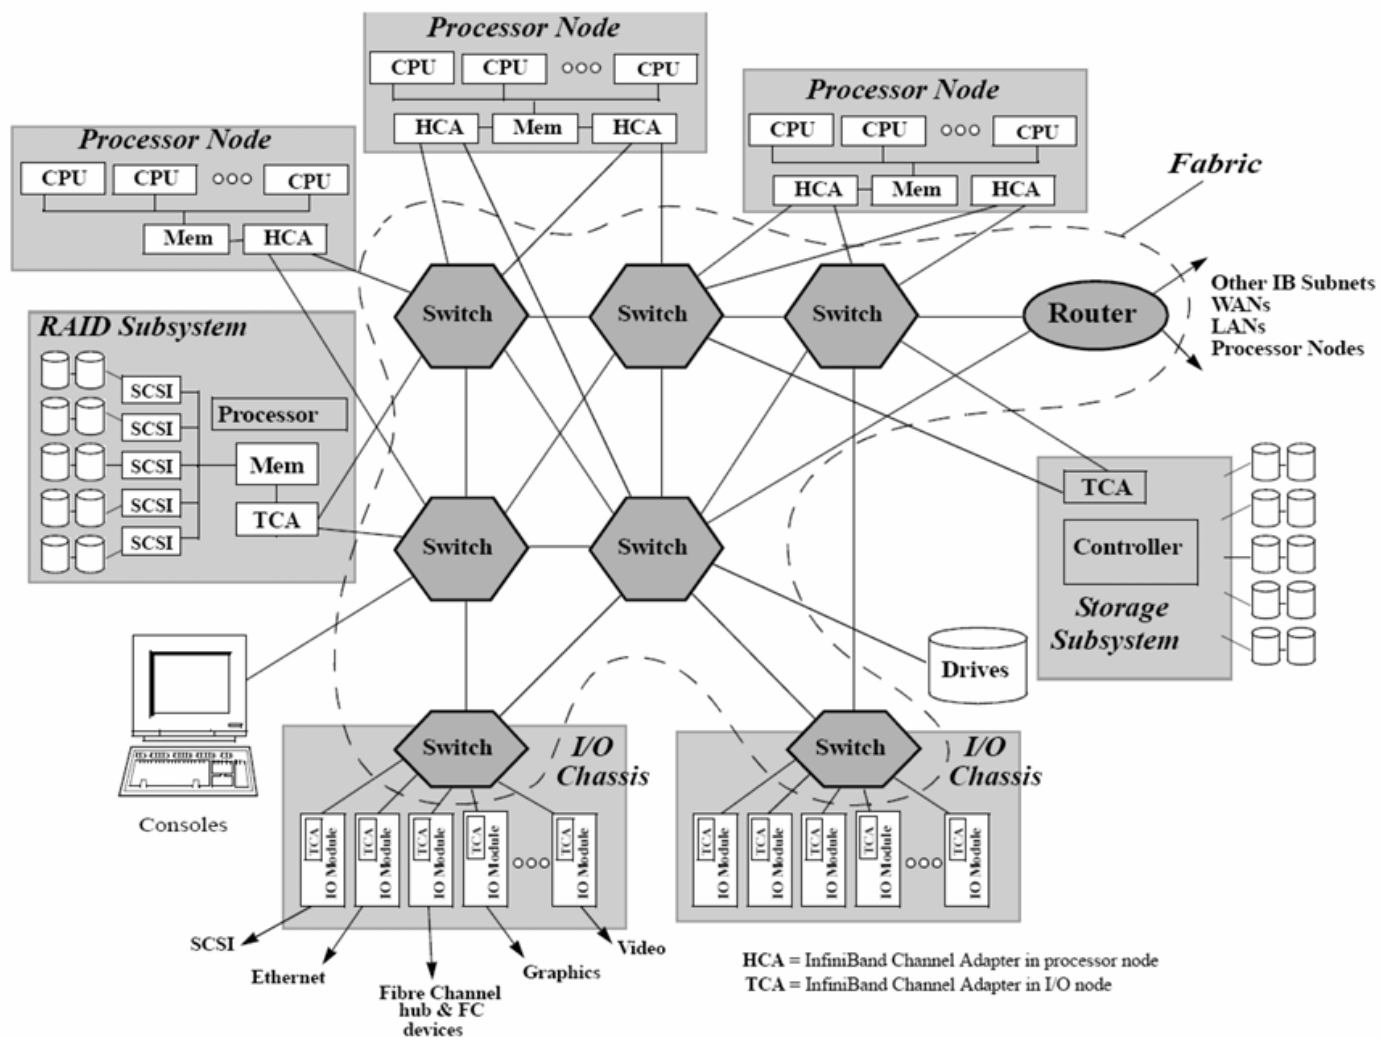 Processor Node
CPU CPU CPU
HCA Mem HCA
Processor Node
CPU CPU CPU
HCA Mem HCA
Processor Node
CPU CPU CPU
Mem HCA
Fabric
Switch Switch Switch Router
Other IB Subnets
WANs
LANs
Processor Nodes
RAID Subsystem
SCSI
SCSI
SCSI
SCSI
SCSI
Processor
Mem
TCA
Switch Switch
TCA
Controller
Storage
Subsystem
Drives
Consoles
Switch
I/O
Chassis
TCA IO Module
TCA IO Module
TCA IO Module
TCA IO Module
TCA IO Module
Switch
I/O
Chassis
TCA IO Module
TCA IO Module
TCA IO Module
TCA IO Module
TCA IO Module
SCSI
Ethernet
Fibre Channel
hub & FC
devices
Graphics
Video
HCA = InfiniBand Channel Adapter in processor node
TCA = InfiniBand Channel Adapter in I/O node